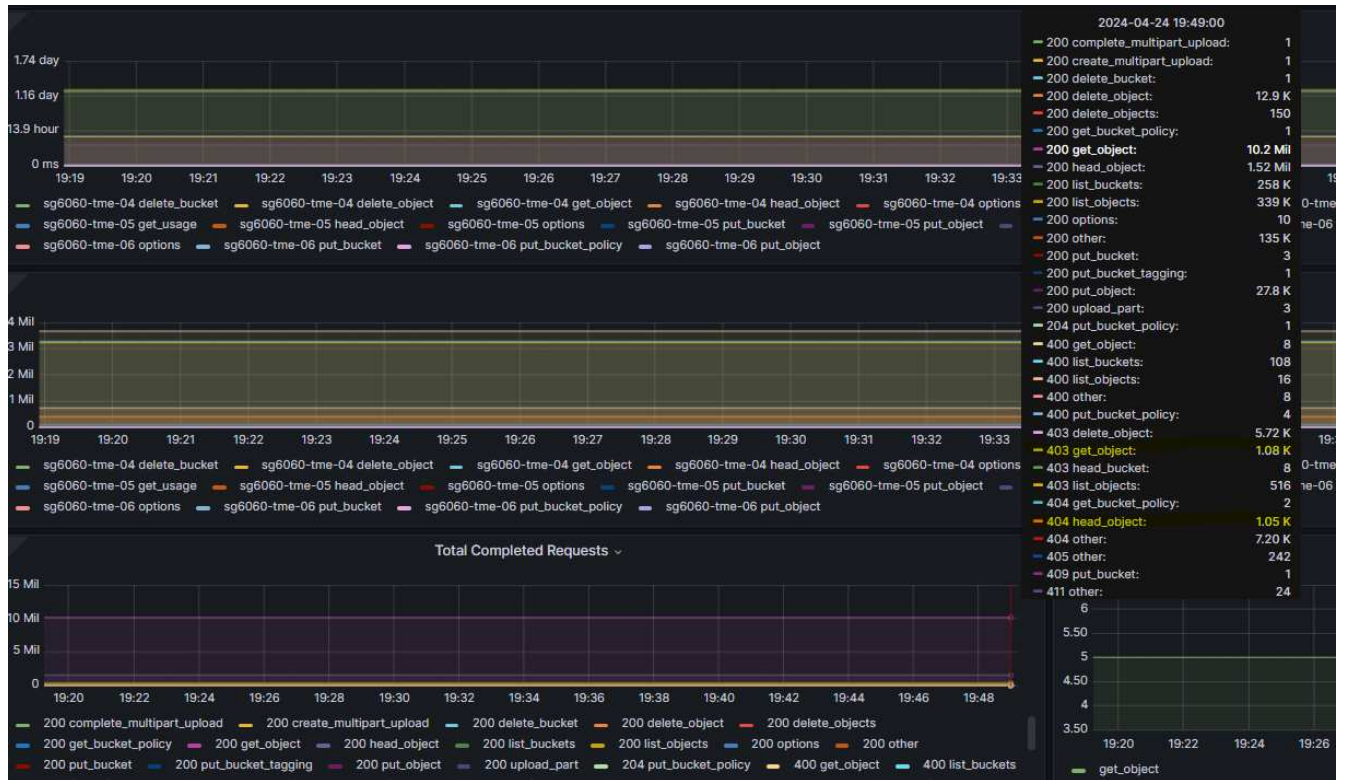 1.74 day
1.16 day
13.9 hour
0 ms
19:19 19:20 19:21 19:22 19:23 19:24 19:25 19:26 19:27 19:28 19:29 19:30 19:31 19:32 19:33
sg6060-tme-04 delete_bucket sg6060-tme-04 delete_object sg6060-tme-04 get_object sg6060-tme-04 head_object sg6060-tme-04 options
sg6060-tme-05 get_usage sg6060-tme-05 head_object sg6060-tme-05 options sg6060-tme-05 put_bucket sg6060-tme-05 put_object
sg6060-tme-06 options sg6060-tme-06 put_bucket sg6060-tme-06 put_bucket_policy sg6060-tme-06 put_object
4 Mil
3 Mil
2 Mil
1 Mil
0
19:19 19:20 19:21 19:22 19:23 19:24 19:25 19:26 19:27 19:28 19:29 19:30 19:31 19:32 19:33
sg6060-tme-04 delete_bucket sg6060-tme-04 delete_object sg6060-tme-04 get_object sg6060-tme-04 head_object sg6060-tme-04 options
sg6060-tme-05 get_usage sg6060-tme-05 head_object sg6060-tme-05 options sg6060-tme-05 put_bucket sg6060-tme-05 put_object
sg6060-tme-06 options sg6060-tme-06 put_bucket sg6060-tme-06 put_bucket_policy sg6060-tme-06 put_object
2024-04-24 19:49:00
200 complete_multipart_upload: 1
200 create_multipart_upload: 1
200 delete_bucket: 1
200 delete_object: 12.9 K
200 delete_objects: 150
200 get_bucket_policy: 1
200 get_object: 10.2 Mil
200 head_object: 1.52 Mil
200 list_buckets: 258 K
200 list_objects: 339 K
200 options: 10
200 other: 135 K
200 put_bucket: 3
200 put_bucket_tagging: 1
200 put_object: 27.8 K
200 upload_part: 3
204 put_bucket_policy: 1
400 get_object: 8
400 list_buckets: 108
400 list_objects: 16
400 other: 8
400 put_bucket_policy: 4
403 delete_object: 5.72 K
403 get_object: 1.08 K
403 head_bucket: 8
403 list_objects: 516
404 get_bucket_policy: 2
404 head_object: 1.05 K
404 other: 7.20 K
405 other: 242
409 put_bucket: 1
411 other: 24
Total Completed Requests
15 Mil
10 Mil
5 Mil
0
19:20 19:22 19:24 19:26 19:28 19:30 19:32 19:34 19:36 19:38 19:40 19:42 19:44 19:46 19:48
200 complete_multipart_upload 200 create_multipart_upload 200 delete_bucket 200 delete_object 200 delete_objects
200 get_bucket_policy 200 get_object 200 head_object 200 list_buckets 200 list_objects 200 options 200 other
200 put_bucket 200 put_bucket_tagging 200 put_object 200 upload_part 204 put_bucket_policy 400 get_object 400 list_buckets
6
5.50
5
4.50
4
3.50
19:20 19:22 19:24 19:26
get_object